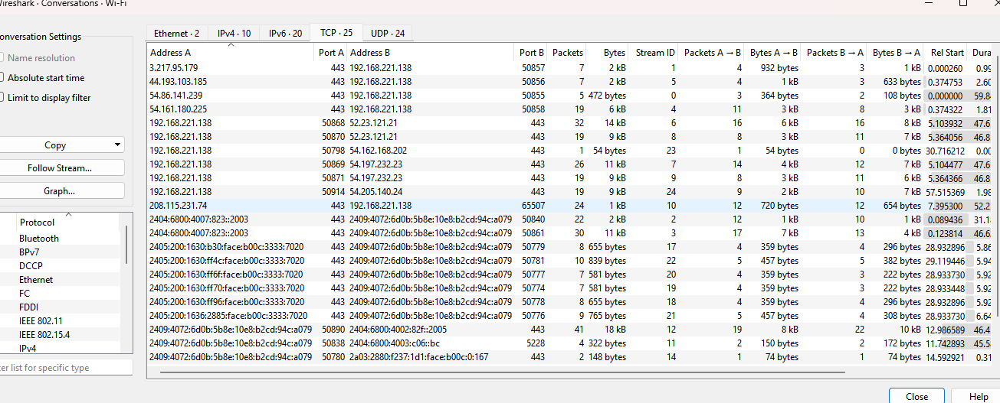 Wireshark · Conversations · Wi-Fi
onversation Settings
Name resolution
Absolute start time
Limit to display filter
Copy
Follow Stream...
Graph...
Protocol
Bluetooth
BPv7
DCCP
Ethernet
FC
FDDI
IEEE 802.11
IEEE 802.15.4
IPv4
ter list for specific type
Ethernet · 2 IPv4 · 10 IPv6 · 20 TCP · 25 UDP · 24
Address A Port A Address B Port B Packets Bytes Stream ID Packets A → B Bytes A → B Packets B → A Bytes B → A Rel Start Dura
3.217.95.179 443 192.168.221.138 50857 7 2 kB 1 4 932 bytes 3 1 kB 0.000260 0.99
44.193.103.185 443 192.168.221.138 50856 7 2 kB 5 4 1 kB 3 633 bytes 0.374753 2.60
54.86.141.239 443 192.168.221.138 50855 5 472 bytes 0 3 364 bytes 2 108 bytes 0.000000 59.8
54.161.180.225 443 192.168.221.138 50858 19 6 kB 4 11 3 kB 8 3 kB 0.374322 1.81
192.168.221.138 50868 52.23.121.21 443 32 14 kB 6 16 6 kB 16 8 kB 5.103932 47.6
192.168.221.138 50870 52.23.121.21 443 19 9 kB 8 8 3 kB 11 7 kB 5.364056 46.8
192.168.221.138 50798 54.162.168.202 443 1 54 bytes 23 1 54 bytes 0 0 bytes 30.716212 0.00
192.168.221.138 50869 54.197.232.23 443 26 11 kB 7 14 4 kB 12 7 kB 5.104477 47.6
192.168.221.138 50871 54.197.232.23 443 19 9 kB 9 8 3 kB 11 6 kB 5.364366 46.8
192.168.221.138 50914 54.205.140.24 443 19 9 kB 24 9 2 kB 10 7 kB 57.515369 1.98
208.115.231.74 443 192.168.221.138 65507 24 1 kB 10 12 720 bytes 12 654 bytes 7.395300 52.2
2404:6800:4007:823::2003 443 2409:4072:6d0b:5b8e:10e8:b2cd:94c:a079 50840 22 2 kB 2 12 1 kB 10 1 kB 0.089436 31.1
2404:6800:4007:823::2003 443 2409:4072:6d0b:5b8e:10e8:b2cd:94c:a079 50861 30 11 kB 3 17 7 kB 13 4 kB 0.123814 46.6
2405:200:1630:b30:face:b00c:3333:7020 443 2409:4072:6d0b:5b8e:10e8:b2cd:94c:a079 50779 8 655 bytes 17 4 359 bytes 4 296 bytes 28.932896 5.86
2405:200:1630:ff4c:face:b00c:3333:7020 443 2409:4072:6d0b:5b8e:10e8:b2cd:94c:a079 50781 10 839 bytes 22 5 457 bytes 5 382 bytes 29.119446 5.94
2405:200:1630:ff6f:face:b00c:3333:7020 443 2409:4072:6d0b:5b8e:10e8:b2cd:94c:a079 50777 7 581 bytes 20 4 359 bytes 3 222 bytes 28.933730 5.92
2405:200:1630:ff70:face:b00c:3333:7020 443 2409:4072:6d0b:5b8e:10e8:b2cd:94c:a079 50774 7 581 bytes 19 4 359 bytes 3 222 bytes 28.933448 5.92
2405:200:1630:ff96:face:b00c:3333:7020 443 2409:4072:6d0b:5b8e:10e8:b2cd:94c:a079 50778 8 655 bytes 18 4 359 bytes 4 296 bytes 28.933322 5.92
2405:200:1636:2885:face:b00c:3333:7020 443 2409:4072:6d0b:5b8e:10e8:b2cd:94c:a079 50776 9 765 bytes 21 5 457 bytes 4 308 bytes 28.933730 6.64
2409:4072:6d0b:5b8e:10e8:b2cd:94c:a079 50890 2404:6800:4002:82f::2005 443 41 18 kB 12 19 8 kB 22 10 kB 12.986589 46.4
2409:4072:6d0b:5b8e:10e8:b2cd:94c:a079 50838 2404:6800:4003:c06::bc 5228 4 322 bytes 11 2 150 bytes 2 172 bytes 11.742893 45.5
2409:4072:6d0b:5b8e:10e8:b2cd:94c:a079 50780 2a03:2880:f237:1d1:face:b00c:0:167 443 2 148 bytes 14 1 74 bytes 1 74 bytes 14.592921 0.31
Close Help